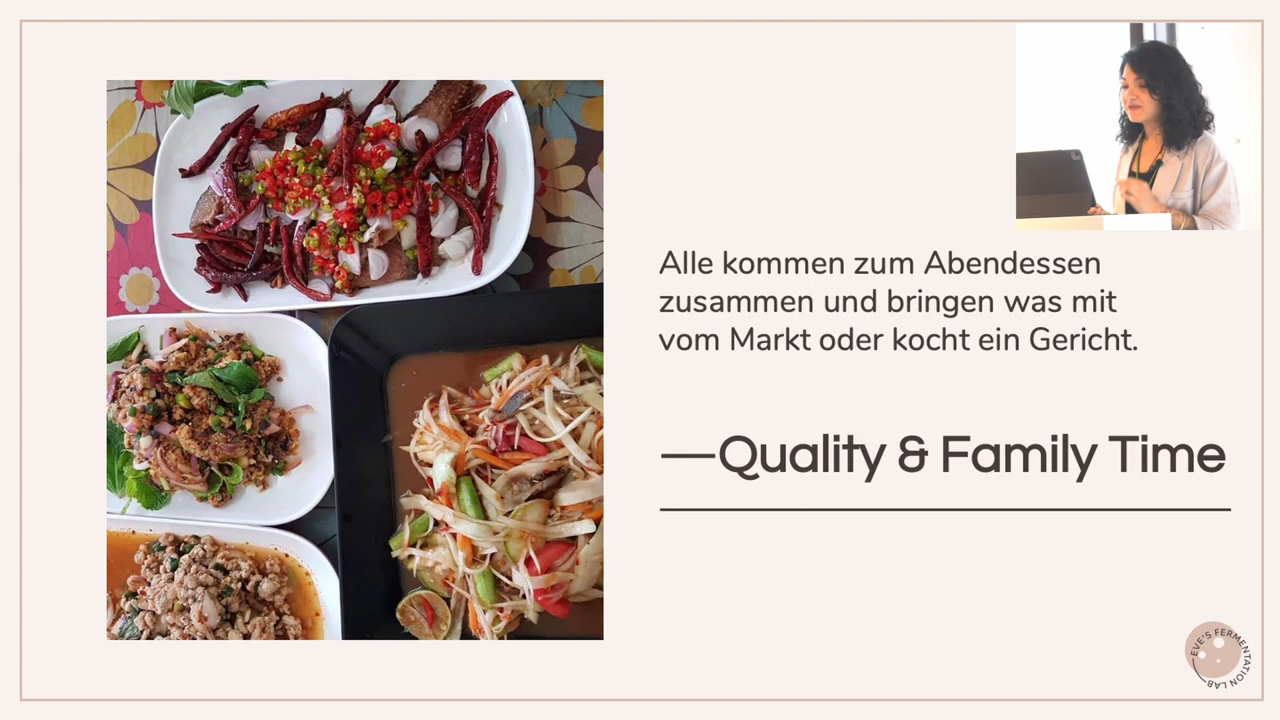 Alle kommen zum Abendessen
zusammen und bringen was mit
vom Markt oder kocht ein Gericht.
—Quality & Family Time
EVE'S FERMENTATION LAB